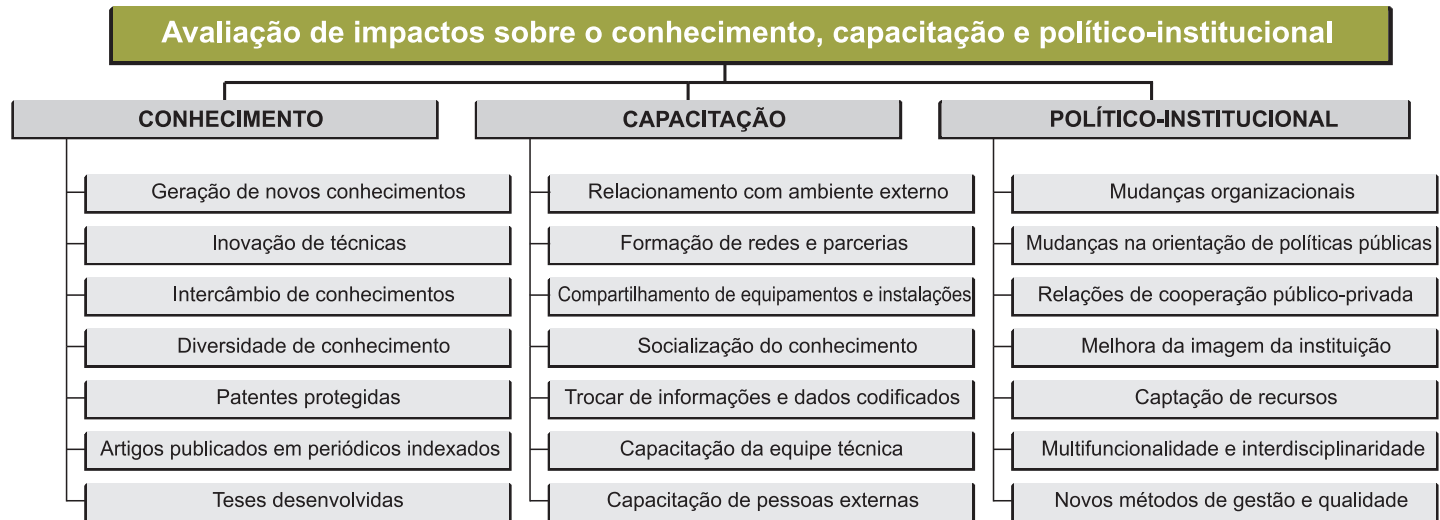 Avaliação de impactos sobre o conhecimento, capacitação e político-institucional
CONHECIMENTO
Geração de novos conhecimentos
Inovação de técnicas
Intercâmbio de conhecimentos
Diversidade de conhecimento
Patentes protegidas
Artigos publicados em periódicos indexados
Teses desenvolvidas
CAPACITAÇÃO
Relacionamento com ambiente externo
Formação de redes e parcerias
Compartilhamento de equipamentos e instalações
Socialização do conhecimento
Trocar de informações e dados codificados
Capacitação da equipe técnica
Capacitação de pessoas externas
POLÍTICO-INSTITUCIONAL
Mudanças organizacionais
Mudanças na orientação de políticas públicas
Relações de cooperação público-privada
Melhora da imagem da instituição
Captação de recursos
Multifuncionalidade e interdisciplinaridade
Novos métodos de gestão e qualidade